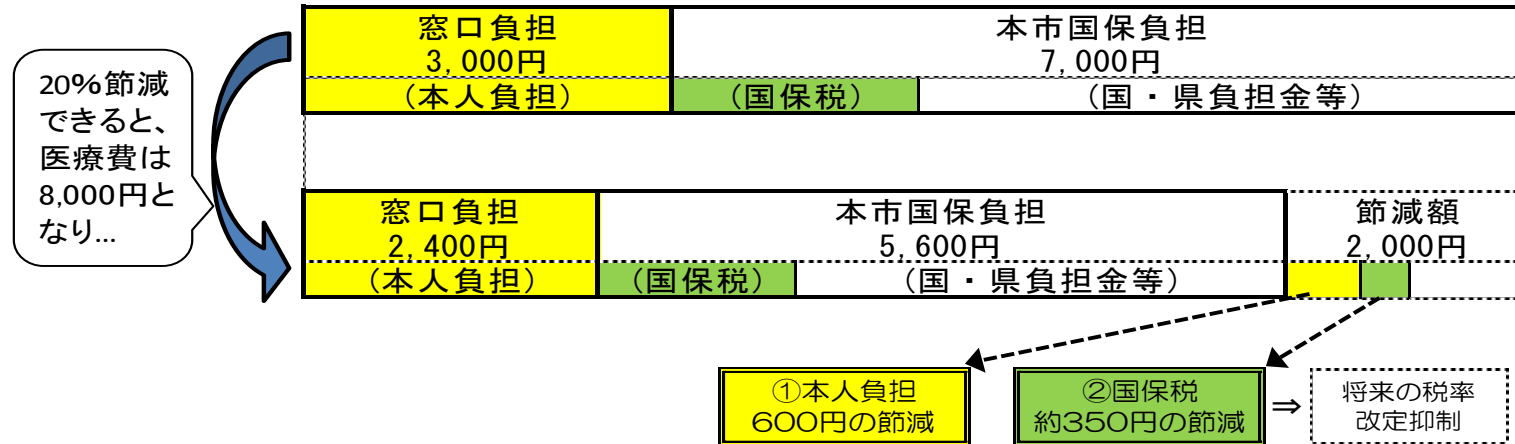 20%節減
できると、
医療費は
8,000円と
なり...
窓口負担
3,000円
(本人負担)
本市国保負担
7,000円
(国保税)
(国・県負担金等)
窓口負担
2,400円
(本人負担)
本市国保負担
5,600円
(国保税)
(国・県負担金等)
節減額
2,000円
①本人負担
600円の節減
②国保税
約350円の節減
⇒
将来の税率
改定抑制